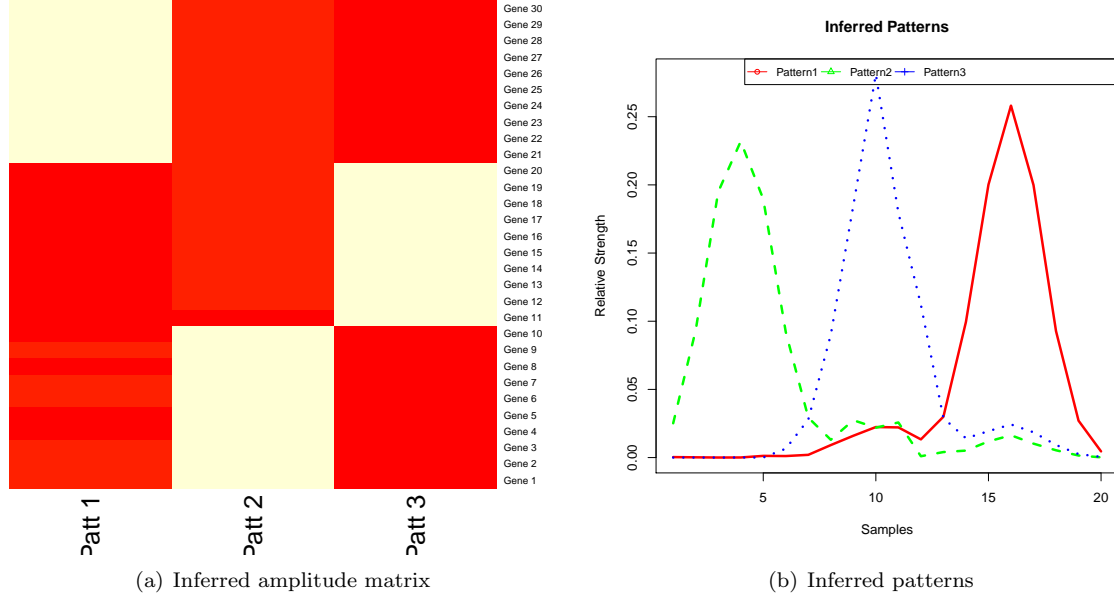 Gene 30
Gene 29
Gene 28
Gene 27
Gene 26
Gene 25
Gene 24
Gene 23
Gene 22
Gene 21
Gene 20
Gene 19
Gene 18
Gene 17
Gene 16
Gene 15
Gene 14
Gene 13
Gene 12
Gene 11
Gene 10
Gene 9
Gene 8
Gene 7
Gene 6
Gene 5
Gene 4
Gene 3
Gene 2
Gene 1
Patt 1
Patt 2
Patt 3
(a) Inferred amplitude matrix
Inferred Patterns
Pattern1 Pattern2 Pattern3
Relative Strength
0.25
0.20
0.15
0.10
0.05
0.00
5 10 15 20
Samples
(b) Inferred patterns